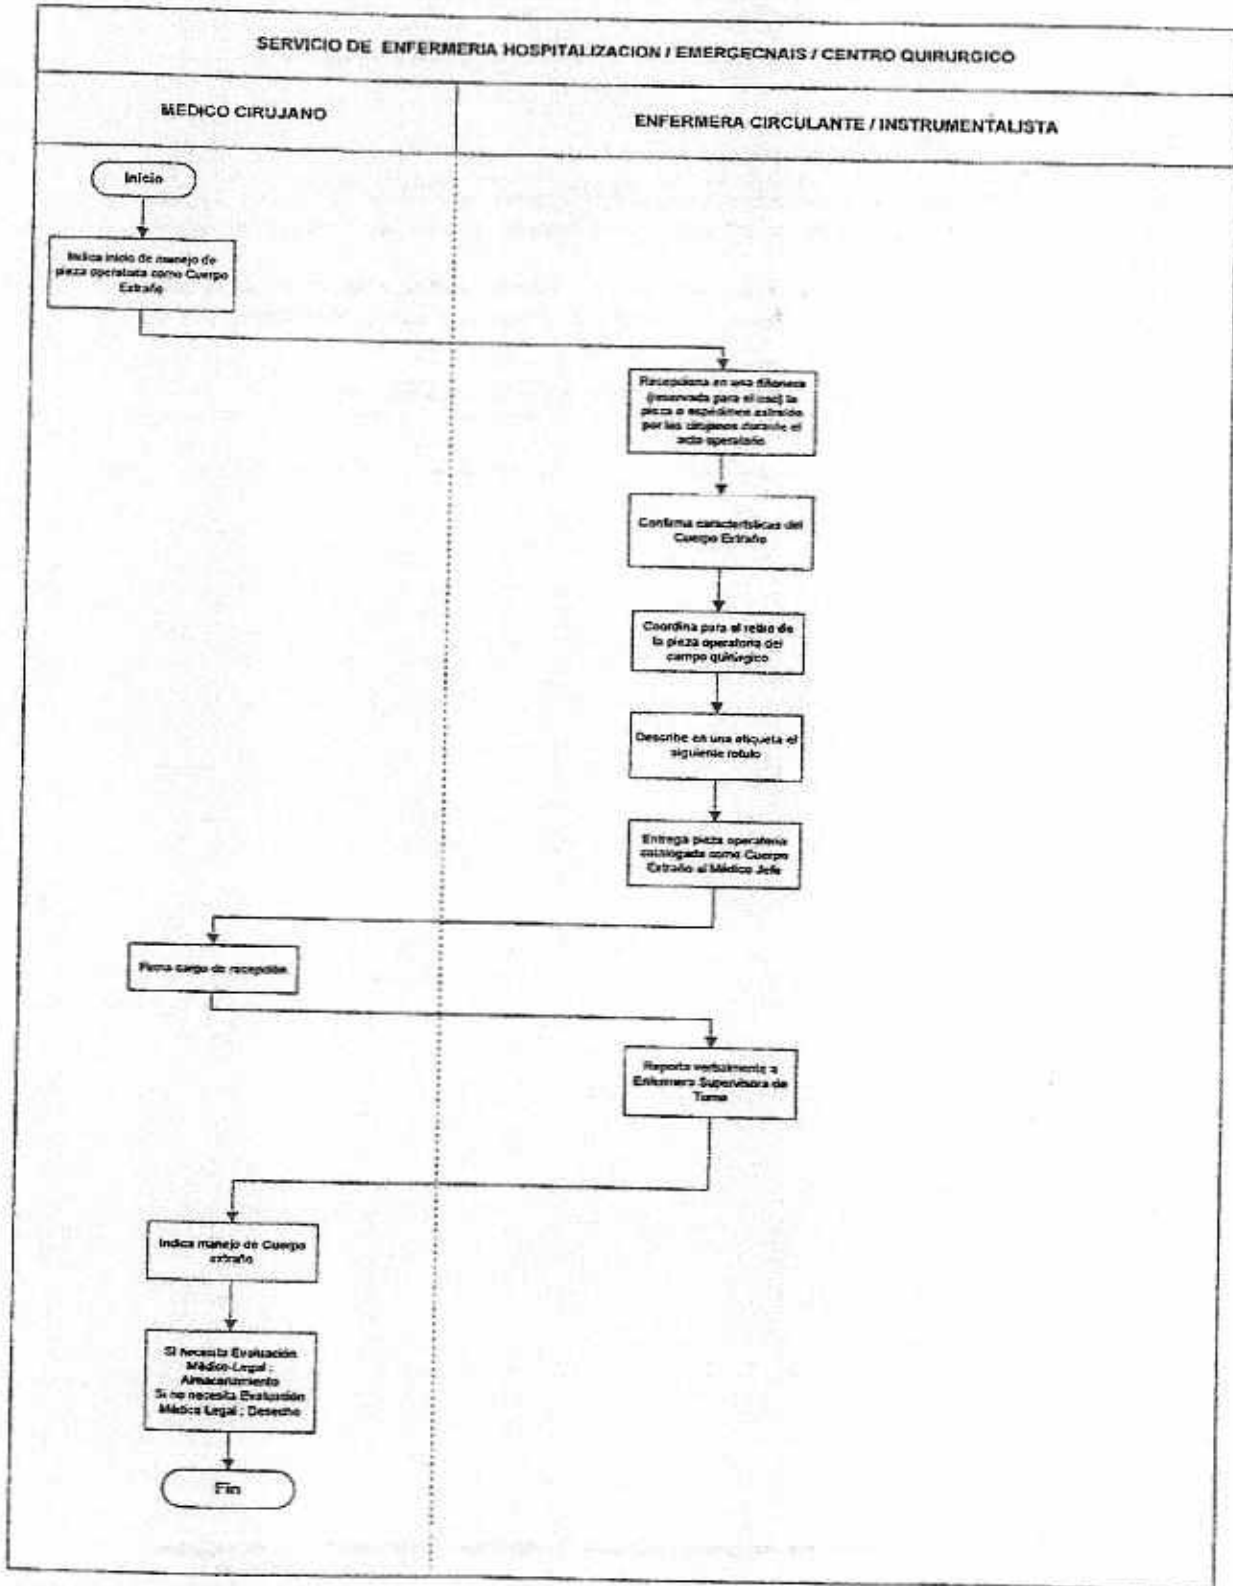 SERVICIO DE ENFERMERIA HOSPITALIZACION / EMERGECNAIS / CENTRO QUIRURGICO
MEDICO CIRUJANO
ENFERMERA CIRCULANTE / INSTRUMENTALISTA
Inicio
Indica inicio de manejo de
pieza operatoria como Cuerpo
Extraño
Recepciona en una riñonera
(reservada para el uso) la
pieza o espécimen extraído
por los cirujanos durante el
acto operatorio
Confirma características del
Cuerpo Extraño
Coordina para el retiro de
la pieza operatoria del
campo quirúrgico
Describe en una etiqueta el
siguiente rotulo
Entrega pieza operatoria
catalogada como Cuerpo
Extraño al Médico Jefe
Firma cargo de recepción.
Reporta verbalmente a
Enfermera Supervisora de
Turno
Indica manejo de Cuerpo
extraño
Si necesita Evaluación
Médico-Legal ;
Almacenamiento
Si no necesita Evaluación
Médico Legal ; Desecho
Fin